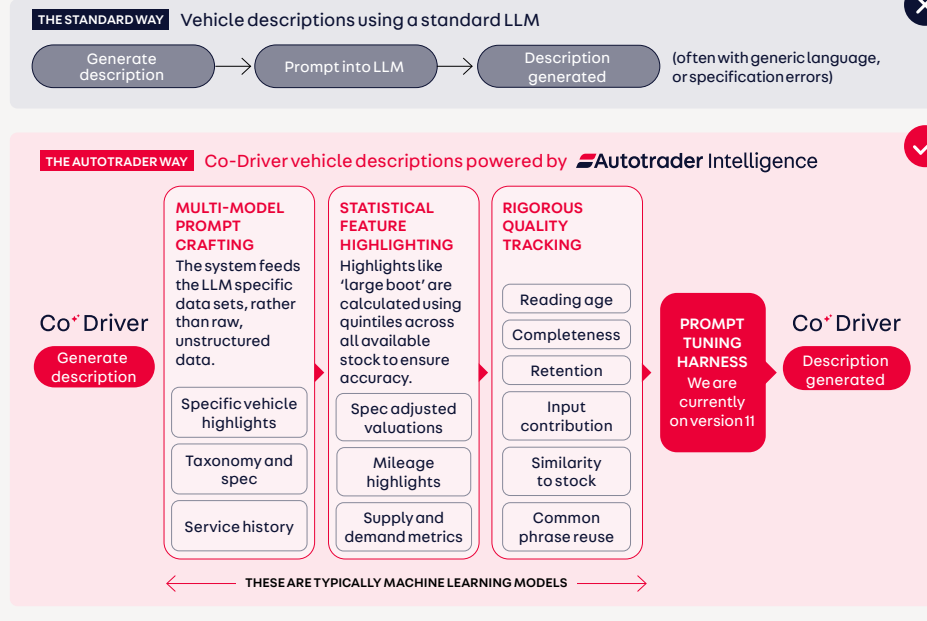 THE STANDARD WAY Vehicle descriptions using a standard LLM
Generate
description
Prompt into LLM
Description
generated
(often with generic language,
or specification errors)
THE AUTOTRADER WAY Co-Driver vehicle descriptions powered by Autotrader Intelligence
Co Driver
Generate
description
MULTI-MODEL
PROMPT
CRAFTING
The system feeds
the LLM specific
data sets, rather
than raw,
unstructured
data.
Specific vehicle
highlights
Taxonomy and
spec
Service history
STATISTICAL
FEATURE
HIGHLIGHTING
Highlights like
‘large boot’ are
calculated using
quintiles across
all available
stock to ensure
accuracy.
Spec adjusted
valuations
Mileage
highlights
Supply and
demand metrics
RIGOROUS
QUALITY
TRACKING
Reading age
Completeness
Retention
Input
contribution
Similarity
to stock
Common
phrase reuse
PROMPT
TUNING
HARNESS
We are
currently
on version 11
Co Driver
Description
generated
THESE ARE TYPICALLY MACHINE LEARNING MODELS